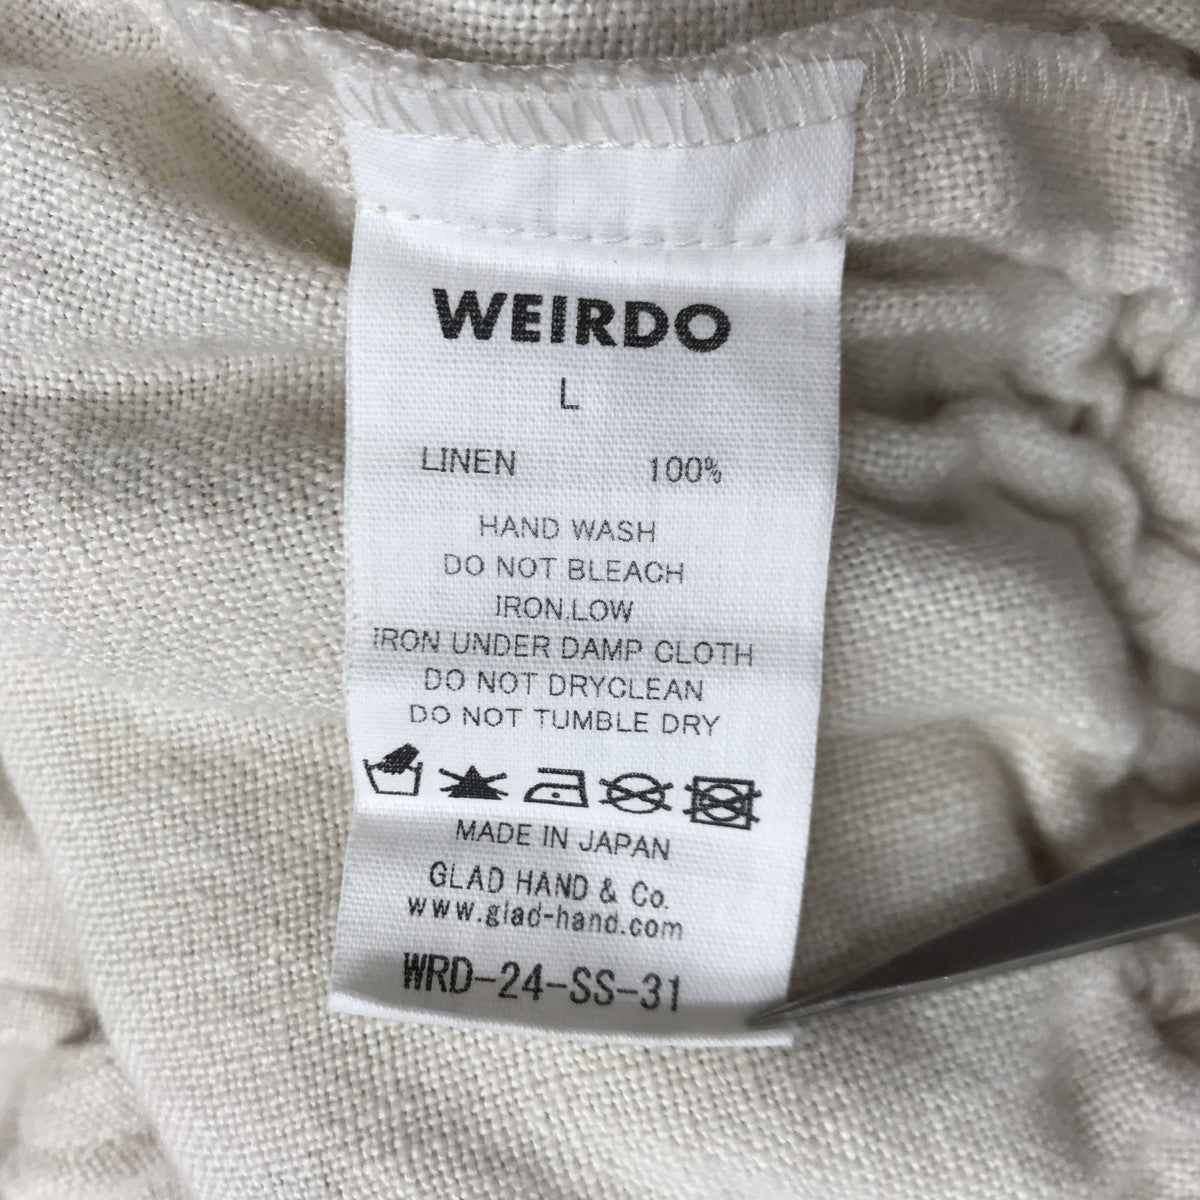 WEIRDO
L
LINEN 100%
HAND WASH
DO NOT BLEACH
IRON.LOW
IRON UNDER DAMP CLOTH
DO NOT DRYCLEAN
DO NOT TUMBLE DRY
MADE IN JAPAN
GLAD HAND & Co.
www.glad-hand.com
WRD-24-SS-31